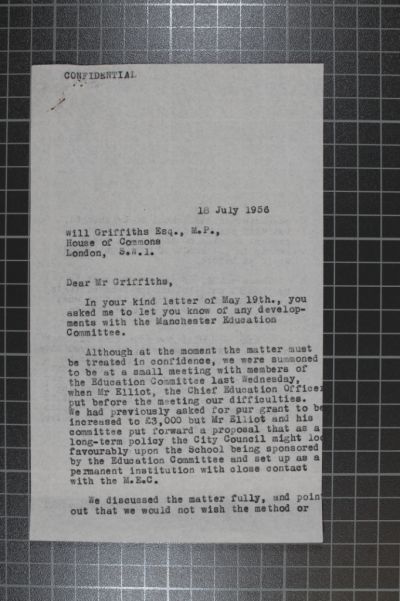 CONFIDENTIAL
18 July 1956
Will Griffiths Esq., M.P.,
House of Commons
London, S.W.1.
Dear Mr Griffiths,
In your kind letter of May 19th., you
asked me to let you know of any develop-
ments with the Manchester Education
Committee.
Although at the moment the matter must
be treated in confidence, we were summoned
to be at a small meeting with members of
the Education Committee last Wednesday,
when Mr Elliot, the Chief Education Officer
put before the meeting our difficulties.
We had previously asked for pur grant to be
increased to £3,000 but Mr Elliot and his
committee put forward a proposal that as a
long-term policy the City Council might loo
favourably upon the School being sponsored
by the Education Committee and set up as a
permanent institution with close contact
with the M.E.C.
We discussed the matter fully, and poin
out that we would not wish the method or